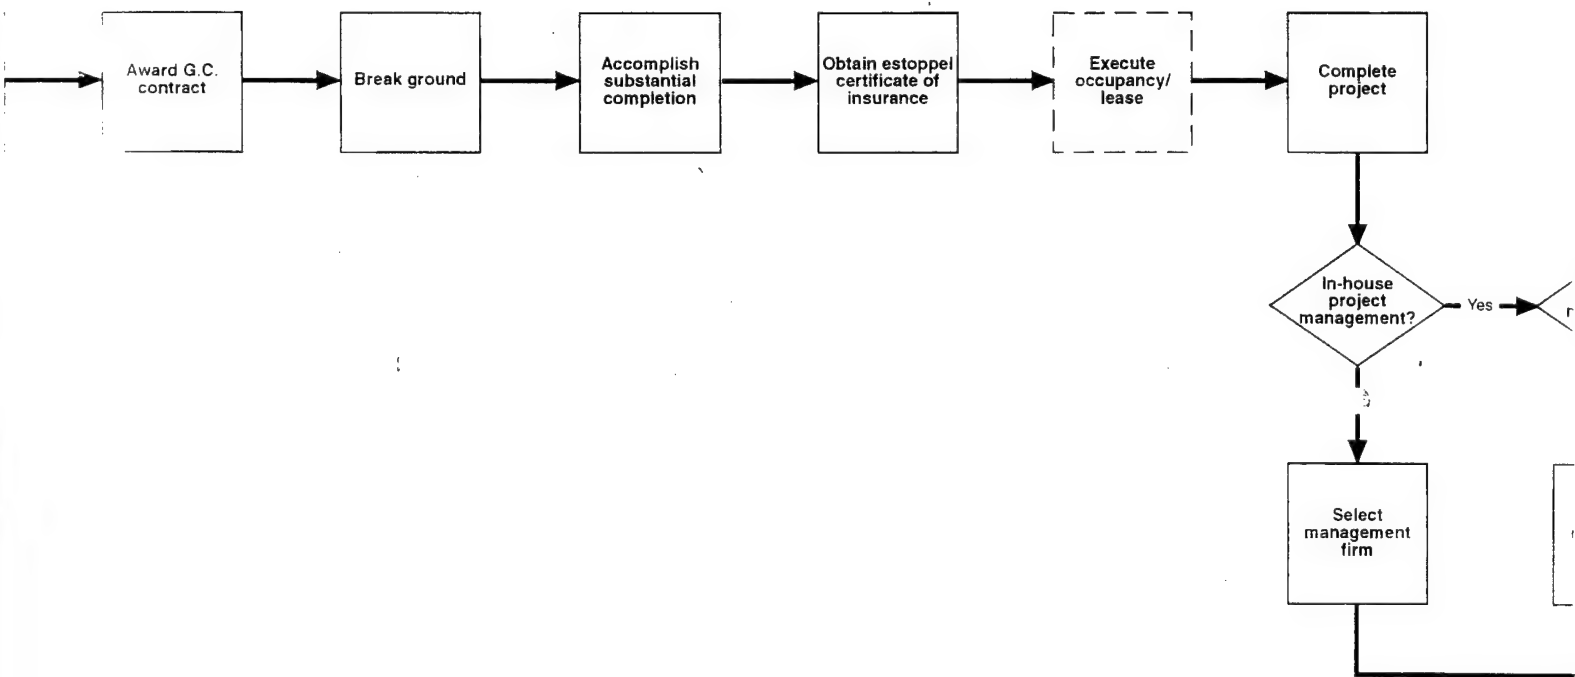 Award G.C.
contract
Break ground
Accomplish
substantial
completion
Obtain estoppel
certificate of
insurance
Execute
occupancy/
lease
Complete
project
In-house
project
management?
Yes
Select
management
firm